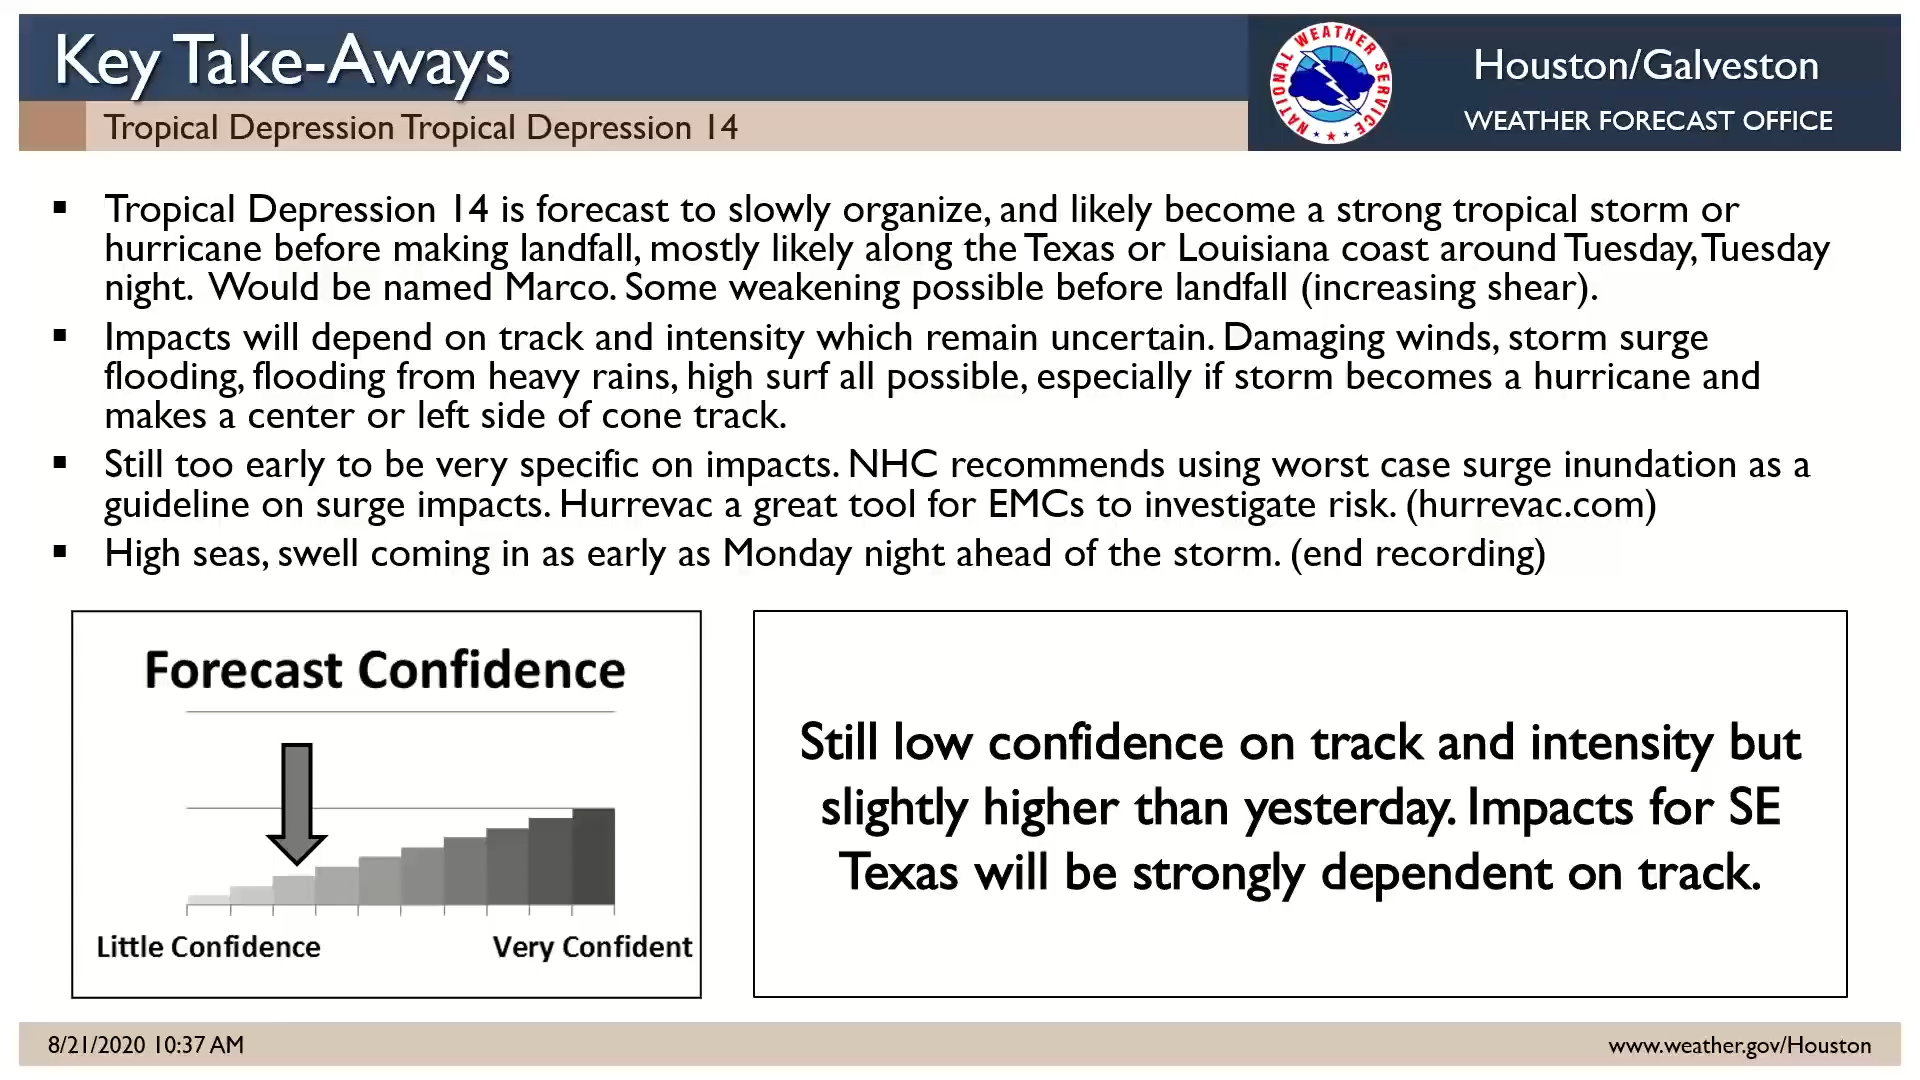 Key Take-Aways
Tropical Depression Tropical Depression 14
NATIONAL WEATHER SERVICE
Houston/Galveston
WEATHER FORECAST OFFICE
▪ Tropical Depression 14 is forecast to slowly organize, and likely become a strong tropical storm or
hurricane before making landfall, mostly likely along the Texas or Louisiana coast around Tuesday, Tuesday
night. Would be named Marco. Some weakening possible before landfall (increasing shear).
▪ Impacts will depend on track and intensity which remain uncertain. Damaging winds, storm surge
flooding, flooding from heavy rains, high surf all possible, especially if storm becomes a hurricane and
makes a center or left side of cone track.
▪ Still too early to be very specific on impacts. NHC recommends using worst case surge inundation as a
guideline on surge impacts. Hurrevac a great tool for EMCs to investigate risk. (hurrevac.com)
▪ High seas, swell coming in as early as Monday night ahead of the storm. (end recording)
Forecast Confidence
Little Confidence
Very Confident
Still low confidence on track and intensity but
slightly higher than yesterday. Impacts for SE
Texas will be strongly dependent on track.
8/21/2020 10:37 AM
www.weather.gov/Houston